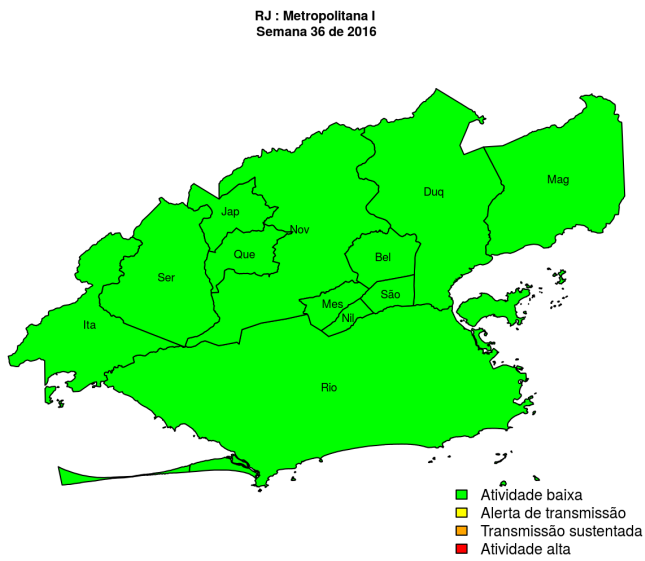 RJ : Metropolitana I
Semana 36 de 2016
Mag
Duq
Jap
Nov
Que
Bel
Ser
São
Mes
Nil
Ita
Rio
Atividade baixa
Alerta de transmissão
Transmissão sustentada
Atividade alta